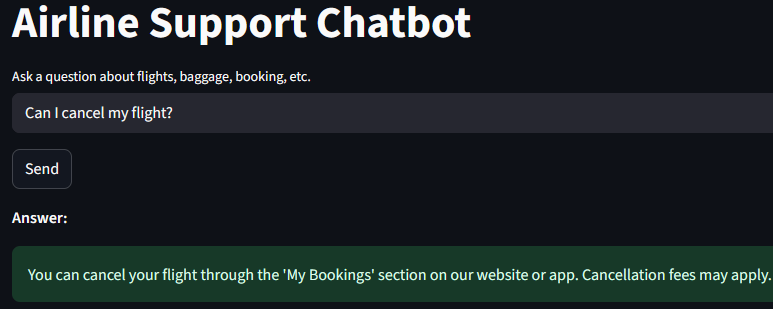 Airline Support Chatbot
Ask a question about flights, baggage, booking, etc.
Can I cancel my flight?
Send
Answer:
You can cancel your flight through the 'My Bookings' section on our website or app. Cancellation fees may apply.